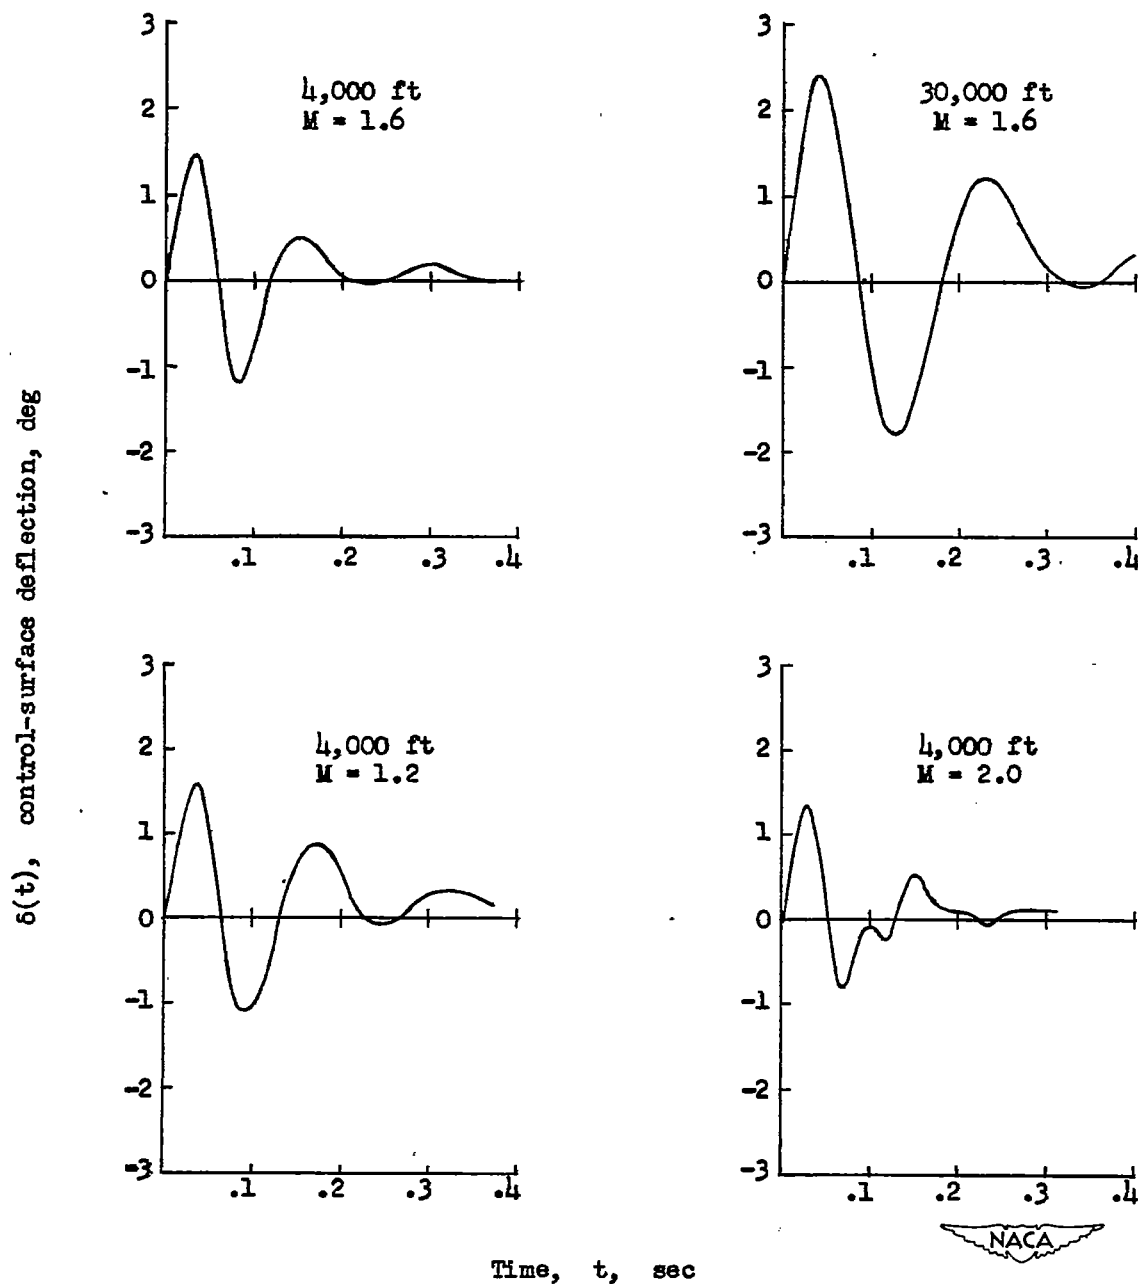 3
2
1
0
-1
-2
-3
4,000 ft
M = 1.6
.1 .2 .3 .4
3
2
1
0
-1
-2
-3
30,000 ft
M = 1.6
.1 .2 .3 .4
δ(t), control-surface deflection, deg
3
2
1
0
-1
-2
-3
4,000 ft
M = 1.2
.1 .2 .3 .4
3
2
1
0
-1
-2
-3
4,000 ft
M = 2.0
.1 .2 .3 .4
NACA
Time, t, sec